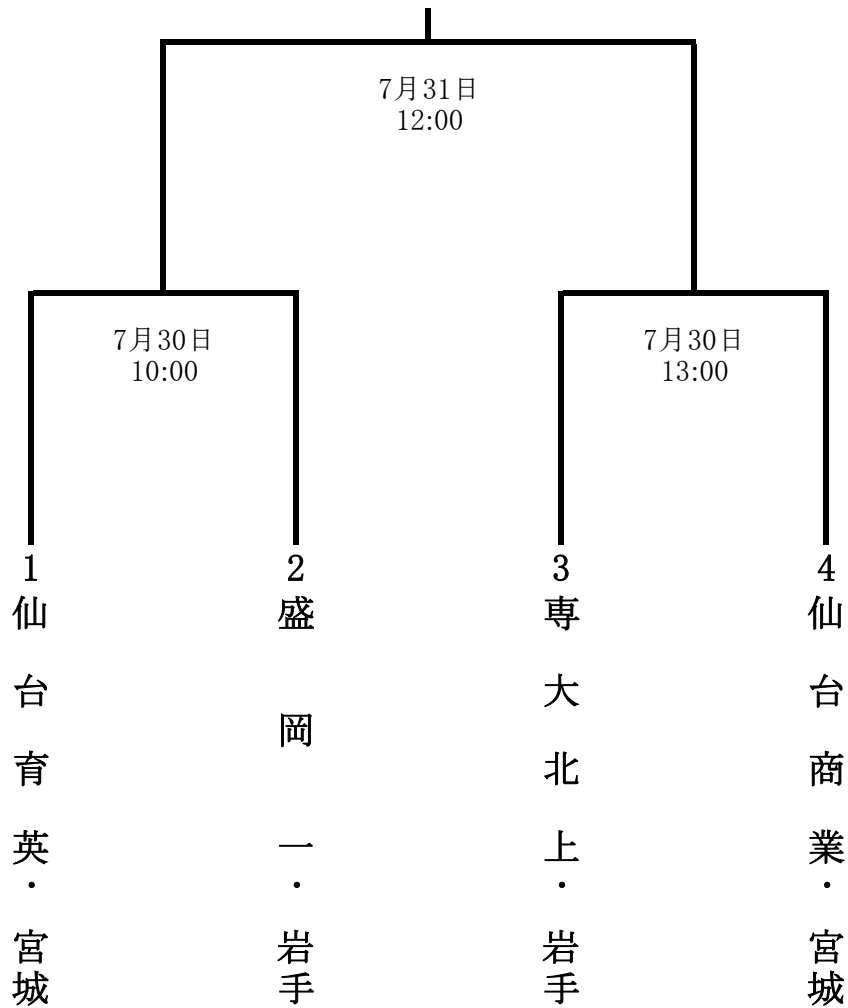 7月31日
12:00
7月30日
10:00
7月30日
13:00
1
仙台育英・宮城
2
盛岡一・岩手
3
専大北上・岩手
4
仙台商業・宮城